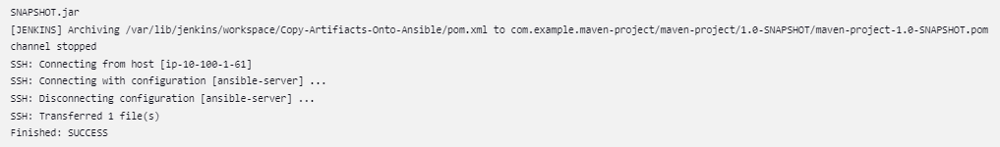 SNAPSHOT.jar
[JENKINS] Archiving /var/lib/jenkins/workspace/Copy-Artifiacts-Onto-Ansible/pom.xml to com.example.maven-project/maven-project/1.0-SNAPSHOT/maven-project-1.0-SNAPSHOT.pom
channel stopped
SSH: Connecting from host [ip-10-100-1-61]
SSH: Connecting with configuration [ansible-server] ...
SSH: Disconnecting configuration [ansible-server] ...
SSH: Transferred 1 file(s)
Finished: SUCCESS